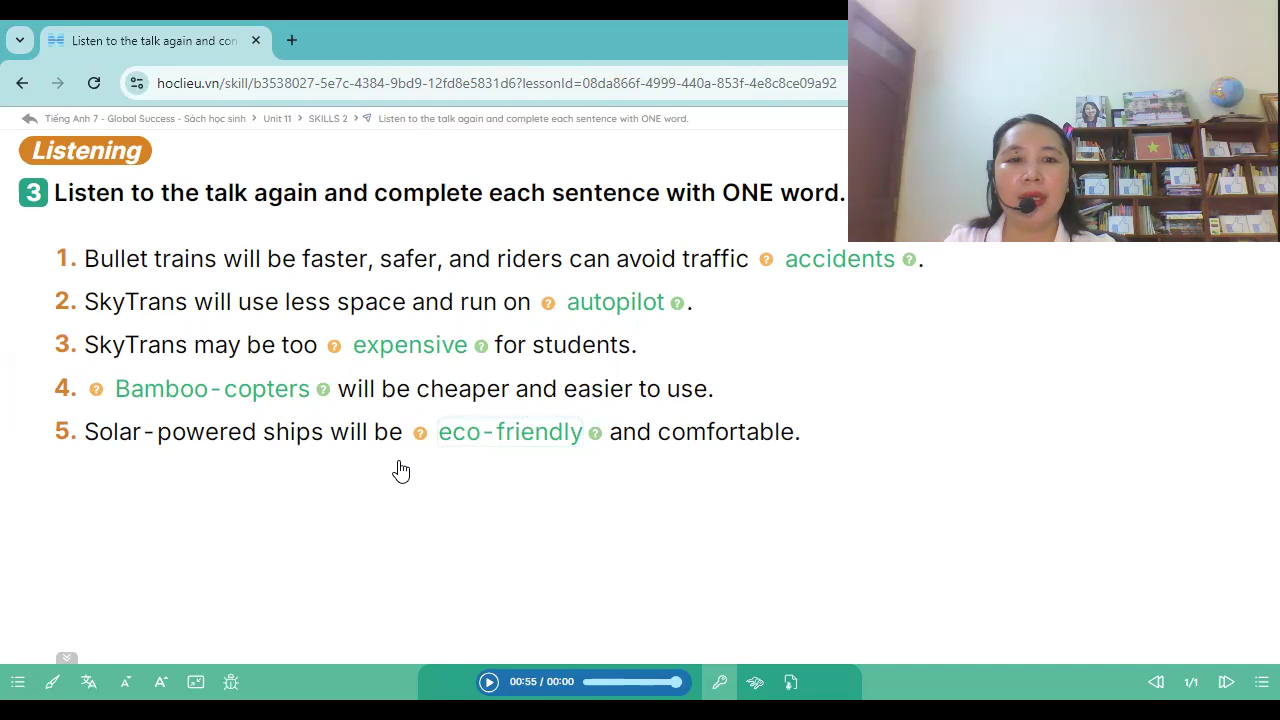 Listen to the talk again and con
hoclieu.vn/skill/b3538027-5e7c-4384-9bd9-12fd8e5831d6?lessonId=08da866f-4999-440a-853f-4e8c8ce09a92
Tiếng Anh 7 - Global Success - Sách học sinh > Unit 11 > SKILLS 2 > Listen to the talk again and complete each sentence with ONE word.
Listening
3 Listen to the talk again and complete each sentence with ONE word.
1. Bullet trains will be faster, safer, and riders can avoid traffic ? accidents ? .
2. SkyTrans will use less space and run on ? autopilot ? .
3. SkyTrans may be too ? expensive ? for students.
4. ? Bamboo-copters ? will be cheaper and easier to use.
5. Solar-powered ships will be ? eco-friendly ? and comfortable.
00:55 / 00:00
1/1